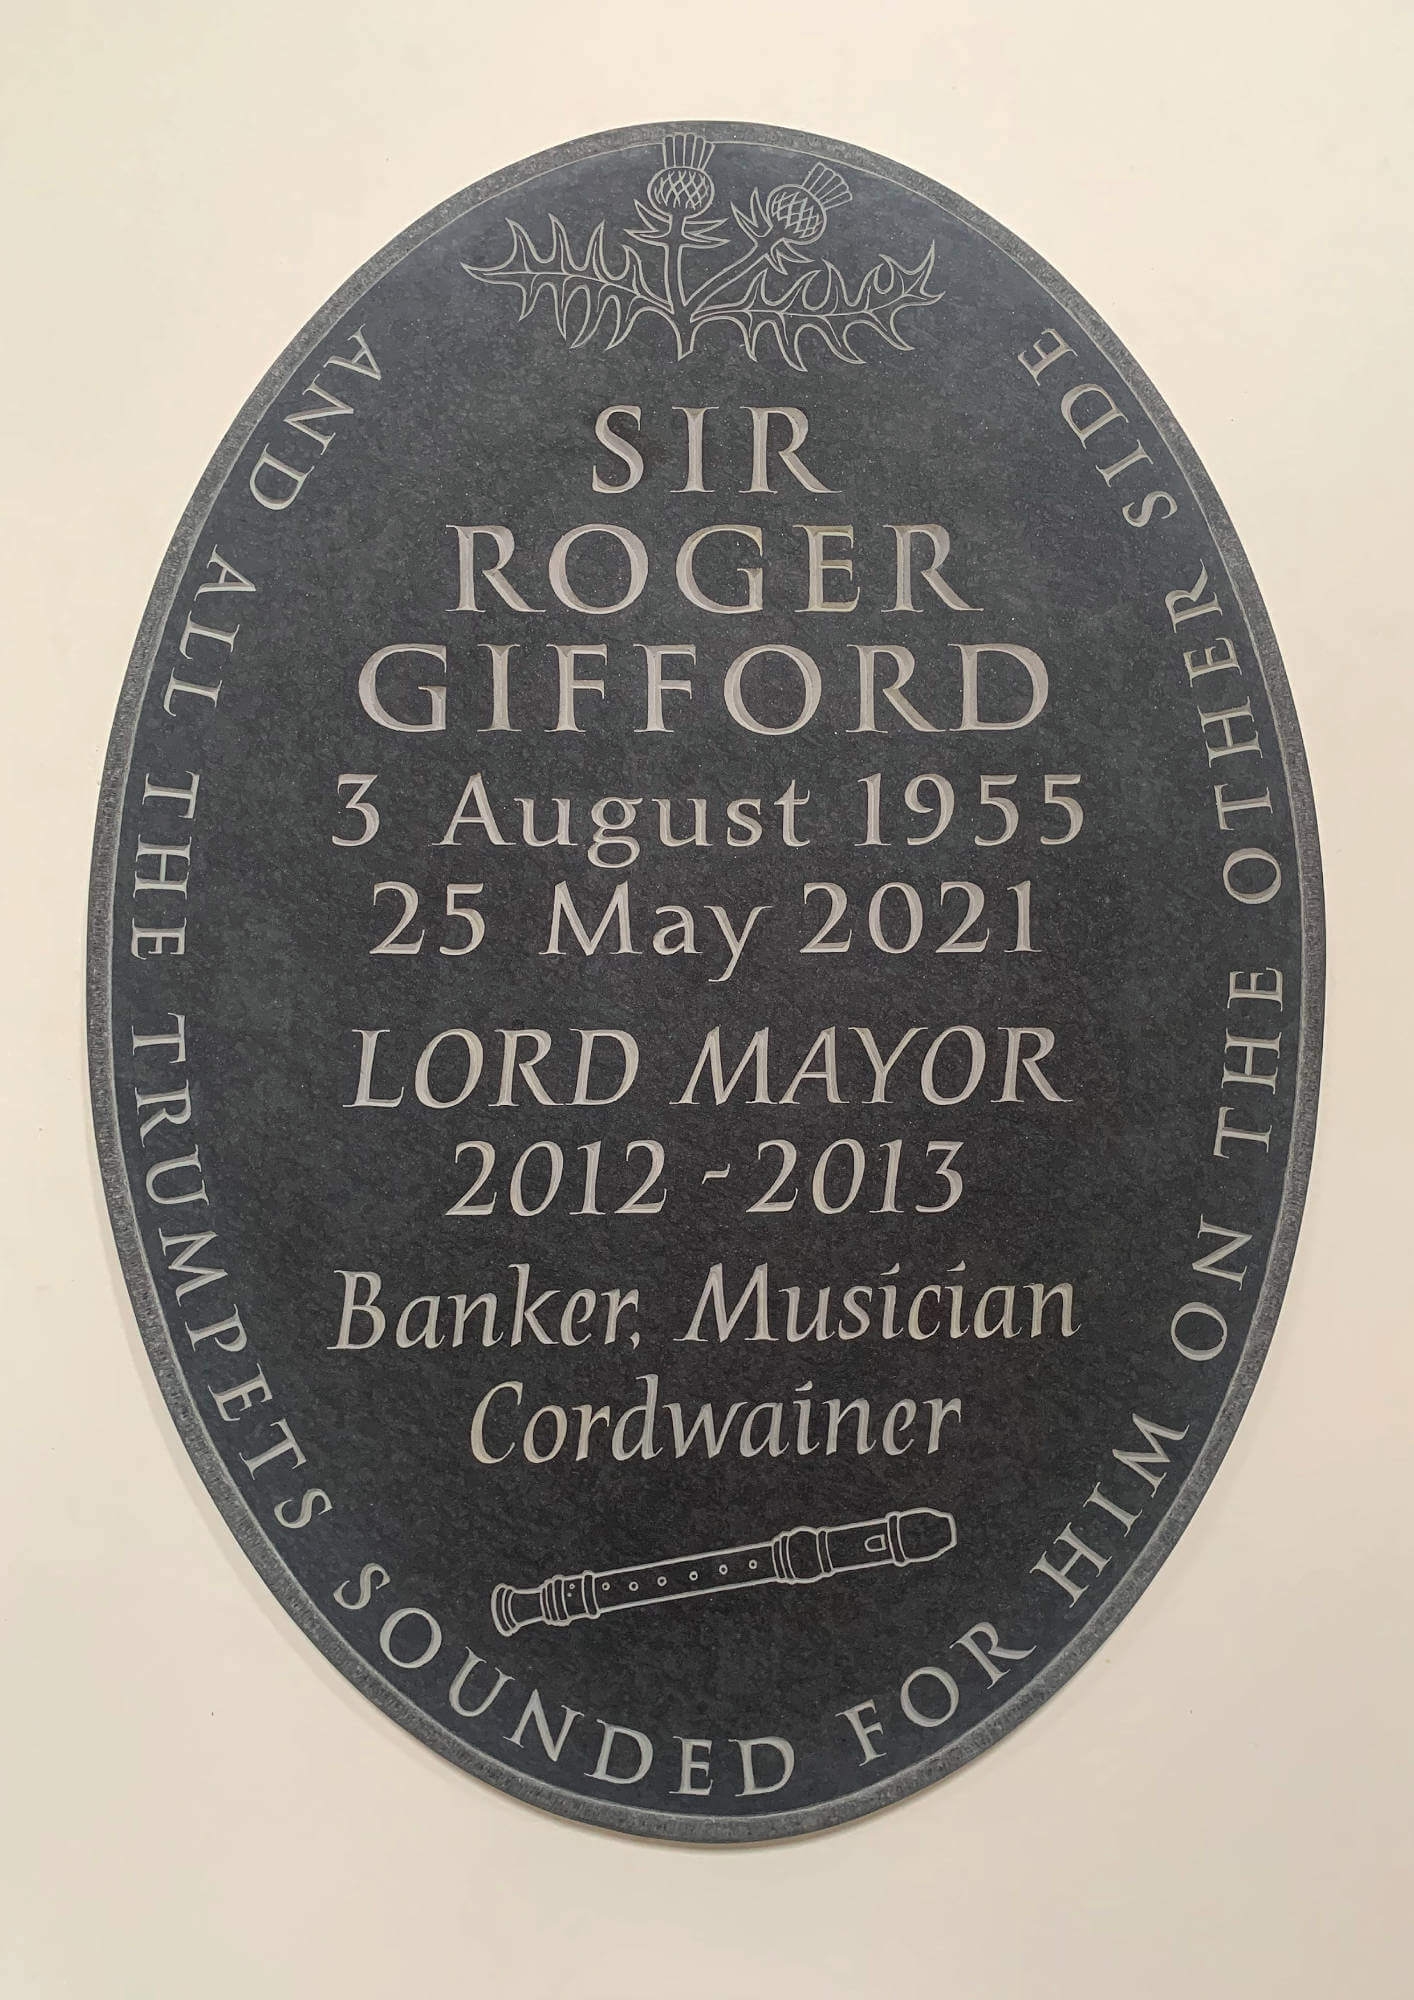 SIR
ROGER
GIFFORD
3 August 1955
25 May 2021
LORD MAYOR
2012 - 2013
Banker, Musician
Cordwainer
AND ALL THE TRUMPETS SOUNDED FOR HIM ON THE OTHER SIDE